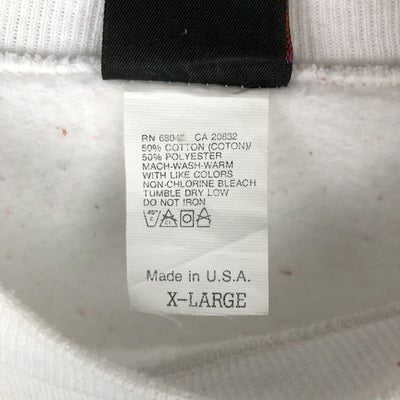 RN CA 20832
50% COTTON (COTON)/
50% POLYESTER
MACH-WASH-WARM
WITH LIKE COLORS
NON-CHLORINE BLEACH
TUMBLE DRY LOW
DO NOT IRON
Made in U.S.A.
X-LARGE